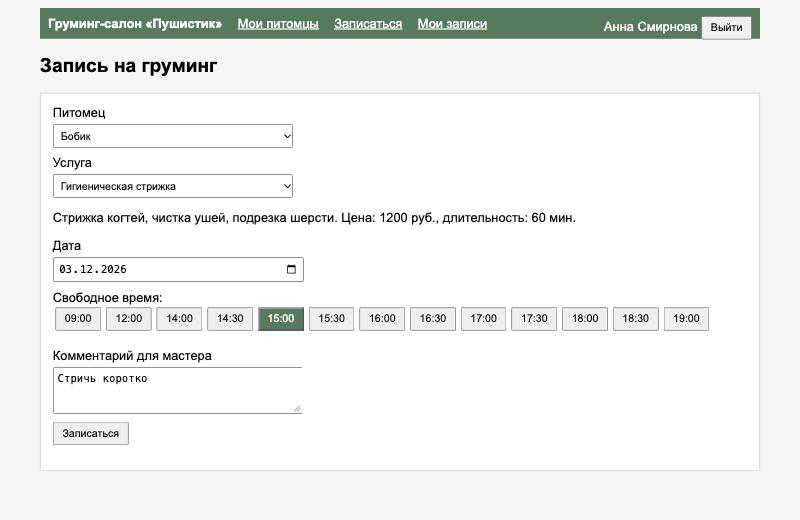 Груминг-салон «Пушистик» Мои питомцы Записаться Мои записи Анна Смирнова Выйти
Запись на груминг
Питомец
Бобик
Услуга
Гигиеническая стрижка
Стрижка когтей, чистка ушей, подрезка шерсти. Цена: 1200 руб., длительность: 60 мин.
Дата
03.12.2026
Свободное время:
09:00 12:00 14:00 14:30 15:00 15:30 16:00 16:30 17:00 17:30 18:00 18:30 19:00
Комментарий для мастера
Стричь коротко
Записаться